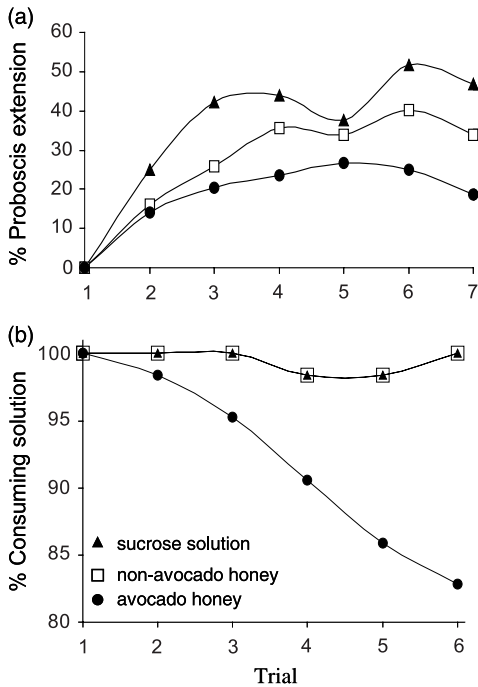 (a)
% Proboscis extension
60
50
40
30
20
10
0
1 2 3 4 5 6 7
(b)
% Consuming solution
100
95
90
85
80
▲ sucrose solution
□ non-avocado honey
● avocado honey
1 2 3 4 5 6
Trial